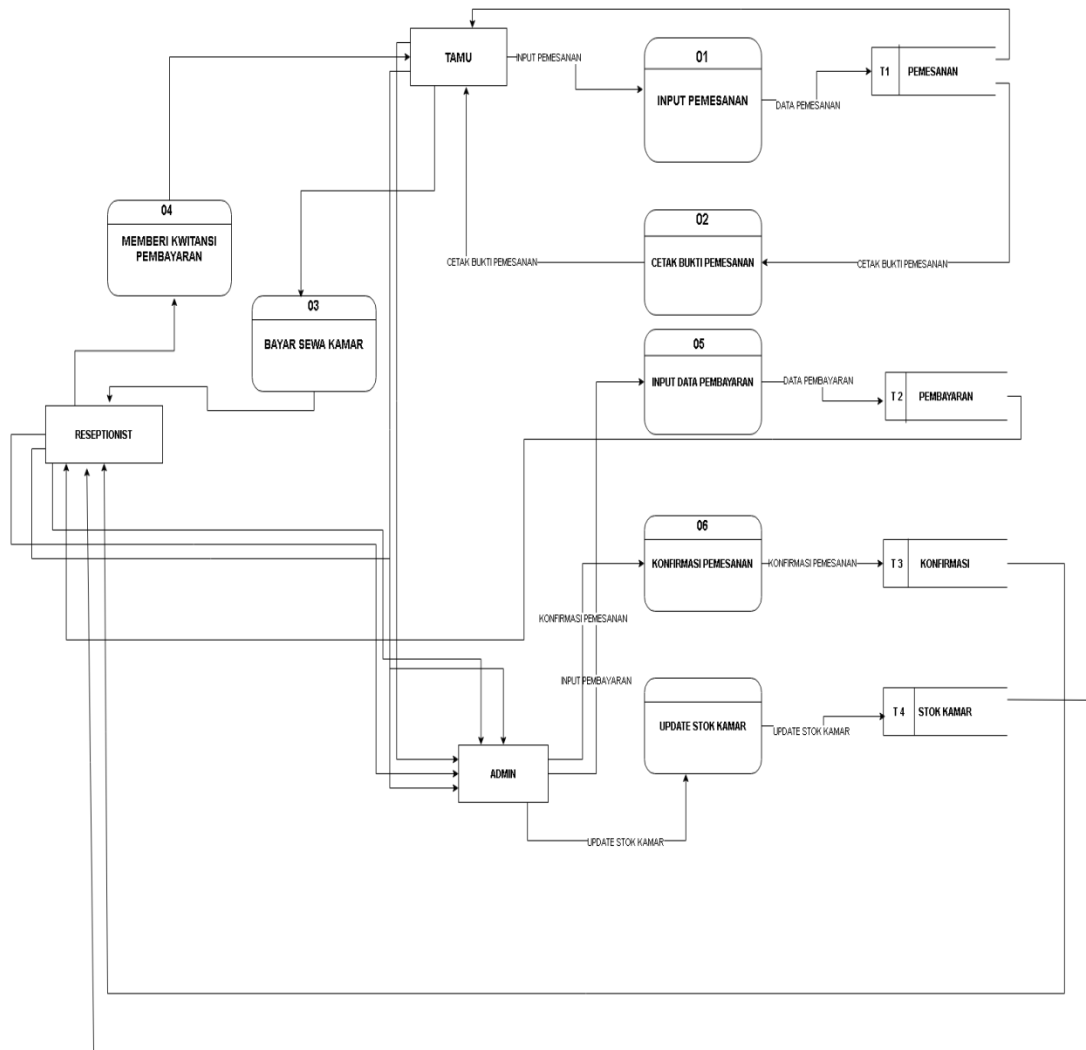 TAMU
INPUT PEMESANAN
01
INPUT PEMESANAN
DATA PEMESANAN
T1
PEMESANAN
04
MEMBERI KWITANSI
PEMBAYARAN
02
CETAK BUKTI PEMESANAN
CETAK BUKTI PEMESANAN
CETAK BUKTI PEMESANAN
03
BAYAR SEWA KAMAR
05
INPUT DATA PEMBAYARAN
DATA PEMBAYARAN
T 2
PEMBAYARAN
RESEPTIONIST
06
KONFIRMASI PEMESANAN
KONFIRMASI PEMESANAN
T 3
KONFIRMASI
KONFIRMASI PEMESANAN
INPUT PEMBAYARAN
UPDATE STOK KAMAR
UPDATE STOK KAMAR
T 4
STOK KAMAR
ADMIN
UPDATE STOK KAMAR